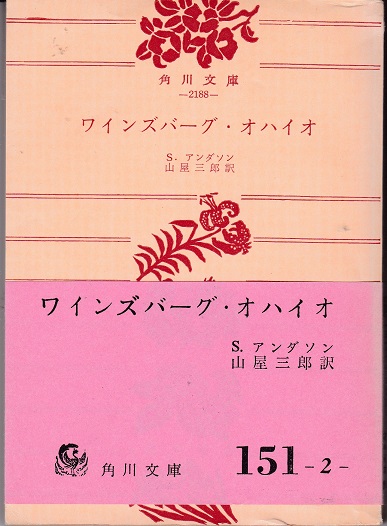 角川文庫
—2188—
ワインズバーグ・オハイオ
S. アンダソン
山屋三郎訳
ワインズバーグ・オハイオ
S. アンダソン
山屋三郎訳
角川文庫
151-2-